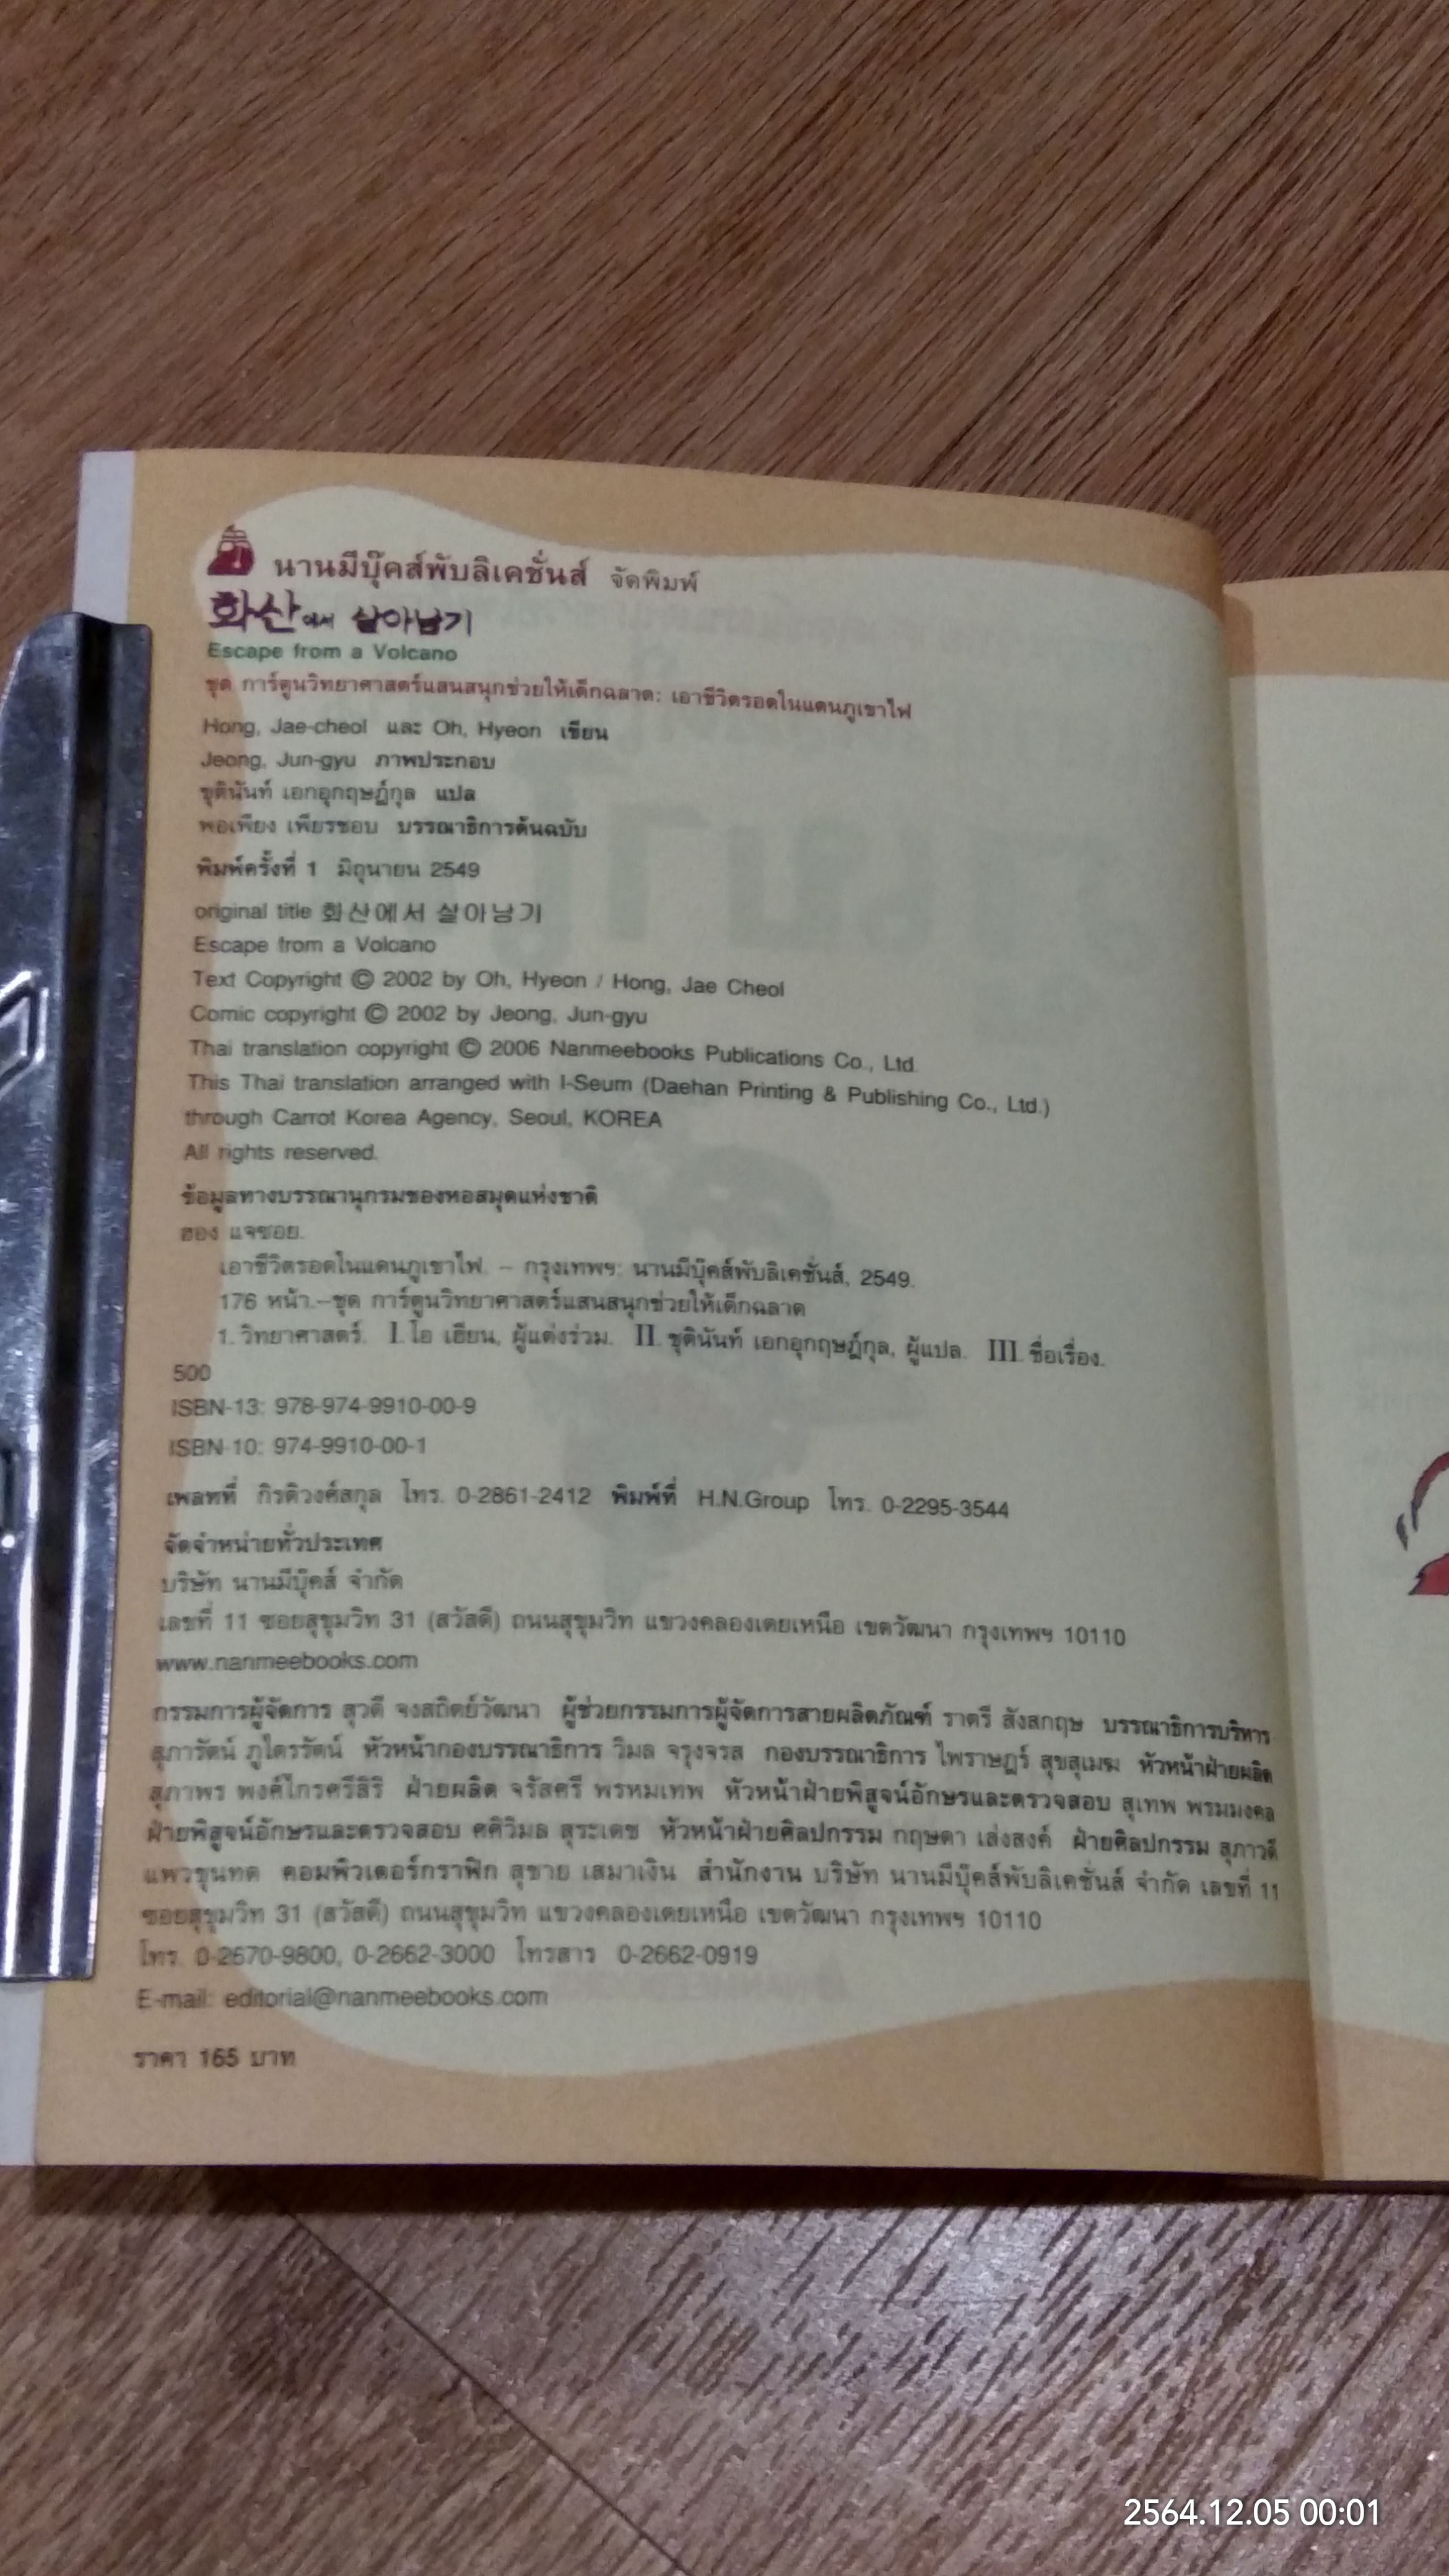 นานมีบุ๊คส์พับลิเคชั่นส์ จัดพิมพ์
화산에서 살아남기
Escape from a Volcano
ชุด การ์ตูนวิทยาศาสตร์แสนสนุกช่วยให้เด็กฉลาด: เอาชีวิตรอดในแดนภูเขาไฟ
Hong, Jae-cheol และ Oh, Hyeon เขียน
Jeong, Jun-gyu ภาพประกอบ
ชุตินันท์ เอกอุกฤษฎ์กุล แปล
พอเพียง เพียรชอบ บรรณาธิการต้นฉบับ
พิมพ์ครั้งที่ 1 มิถุนายน 2549
original title 화산에서 살아남기
Escape from a Volcano
Text Copyright © 2002 by Oh, Hyeon / Hong, Jae Cheol
Comic copyright © 2002 by Jeong, Jun-gyu
Thai translation copyright © 2006 Nanmeebooks Publications Co., Ltd.
This Thai translation arranged with I-Seum (Daehan Printing & Publishing Co., Ltd.)
through Carrot Korea Agency, Seoul, KOREA
All rights reserved.
ข้อมูลทางบรรณานุกรมของหอสมุดแห่งชาติ
ฮอง แจชอย.
เอาชีวิตรอดในแดนภูเขาไฟ. – กรุงเทพฯ: นานมีบุ๊คส์พับลิเคชั่นส์, 2549.
176 หน้า.–ชุด การ์ตูนวิทยาศาสตร์แสนสนุกช่วยให้เด็กฉลาด
1. วิทยาศาสตร์. I. โอ เฮียน, ผู้แต่งร่วม. II. ชุตินันท์ เอกอุกฤษฎ์กุล, ผู้แปล. III. ชื่อเรื่อง.
500
ISBN-13: 978-974-9910-00-9
ISBN-10: 974-9910-00-1
เพลทที่ กิรติวงศ์สกุล โทร. 0-2861-2412 พิมพ์ที่ H.N.Group โทร. 0-2295-3544
จัดจำหน่ายทั่วประเทศ
บริษัท นานมีบุ๊คส์ จำกัด
เลขที่ 11 ซอยสุขุมวิท 31 (สวัสดี) ถนนสุขุมวิท แขวงคลองเตยเหนือ เขตวัฒนา กรุงเทพฯ 10110
www.nanmeebooks.com
กรรมการผู้จัดการ สุวดี จงสถิตย์วัฒนา ผู้ช่วยกรรมการผู้จัดการสายผลิตภัณฑ์ ราตรี สังสกฤษ บรรณาธิการบริหาร
สุภารัตน์ ภูไตรรัตน์ หัวหน้ากองบรรณาธิการ วิมล จรุงจรส กองบรรณาธิการ ไพราษฎร์ สุขสุเมฆ หัวหน้าฝ่ายผลิต
สุภาพร พงศ์ไกรศรีสิริ ฝ่ายผลิต จรัสศรี พรหมเทพ หัวหน้าฝ่ายพิสูจน์อักษรและตรวจสอบ สุเทพ พรมมงคล
ฝ่ายพิสูจน์อักษรและตรวจสอบ ศศิวิมล สุระเดช หัวหน้าฝ่ายศิลปกรรม กฤษดา เส่งสงค์ ฝ่ายศิลปกรรม สุภาวดี
แพวขุนทด คอมพิวเตอร์กราฟิก สุชาย เสมาเงิน สำนักงาน บริษัท นานมีบุ๊คส์พับลิเคชั่นส์ จำกัด เลขที่ 11
ซอยสุขุมวิท 31 (สวัสดี) ถนนสุขุมวิท แขวงคลองเตยเหนือ เขตวัฒนา กรุงเทพฯ 10110
โทร. 0-2670-9800, 0-2662-3000 โทรสาร 0-2662-0919
E-mail: editorial@nanmeebooks.com
ราคา 165 บาท
2564.12.05 00:01